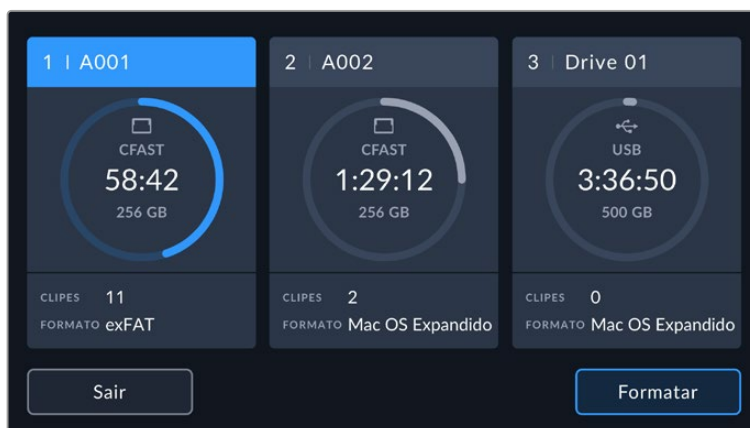 1 | A001
CFAST
58:42
256 GB
CLIPES 11
FORMATO exFAT
2 | A002
CFAST
1:29:12
256 GB
CLIPES 2
FORMATO Mac OS Expandido
3 | Drive 01
USB
3:36:50
500 GB
CLIPES 0
FORMATO Mac OS Expandido
Sair
Formatar